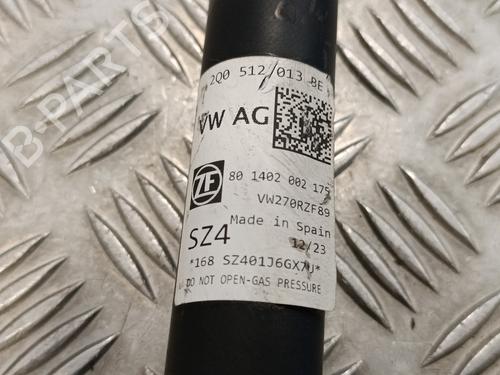 2Q0 512 013 BE
VW AG
ZF
80 1402 002 175
VW270RZF89
Made in Spain
SZ4
12/23
*168 SZ401J6GX7U*
DO NOT OPEN-GAS PRESSURE
B-PARTS
B-PARTS